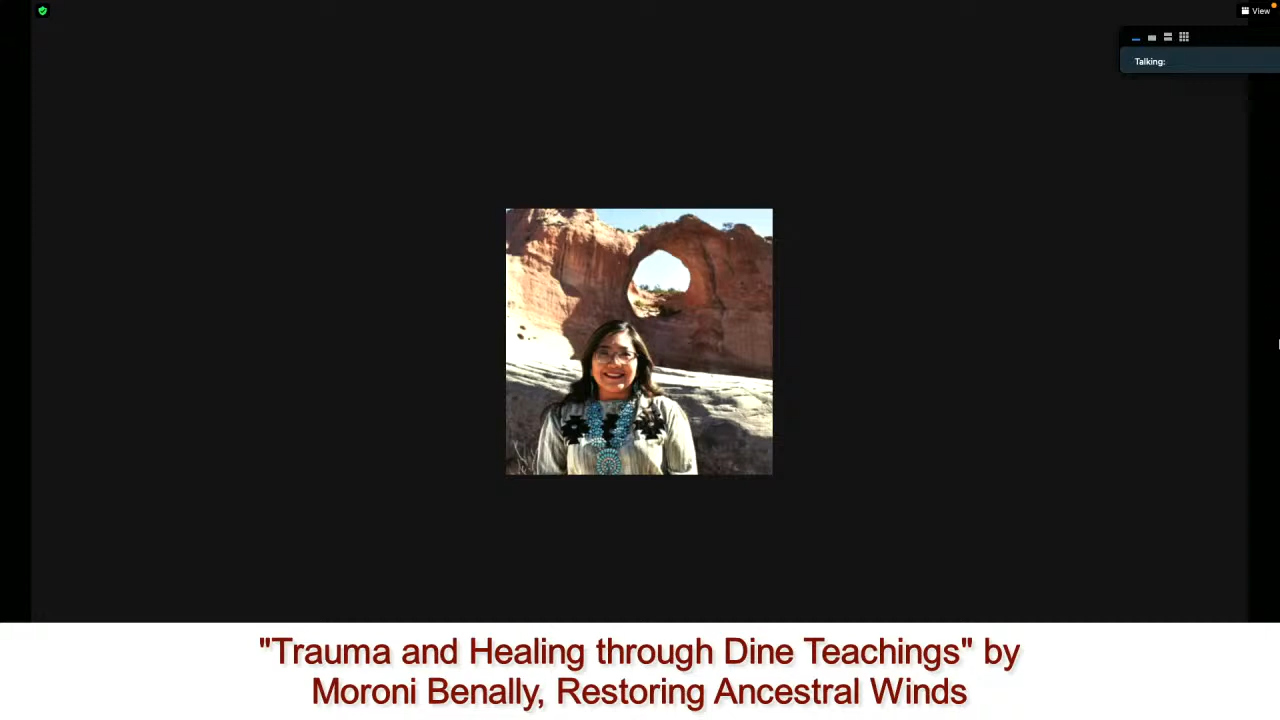 View
Talking:
"Trauma and Healing through Dine Teachings" by
Moroni Benally, Restoring Ancestral Winds